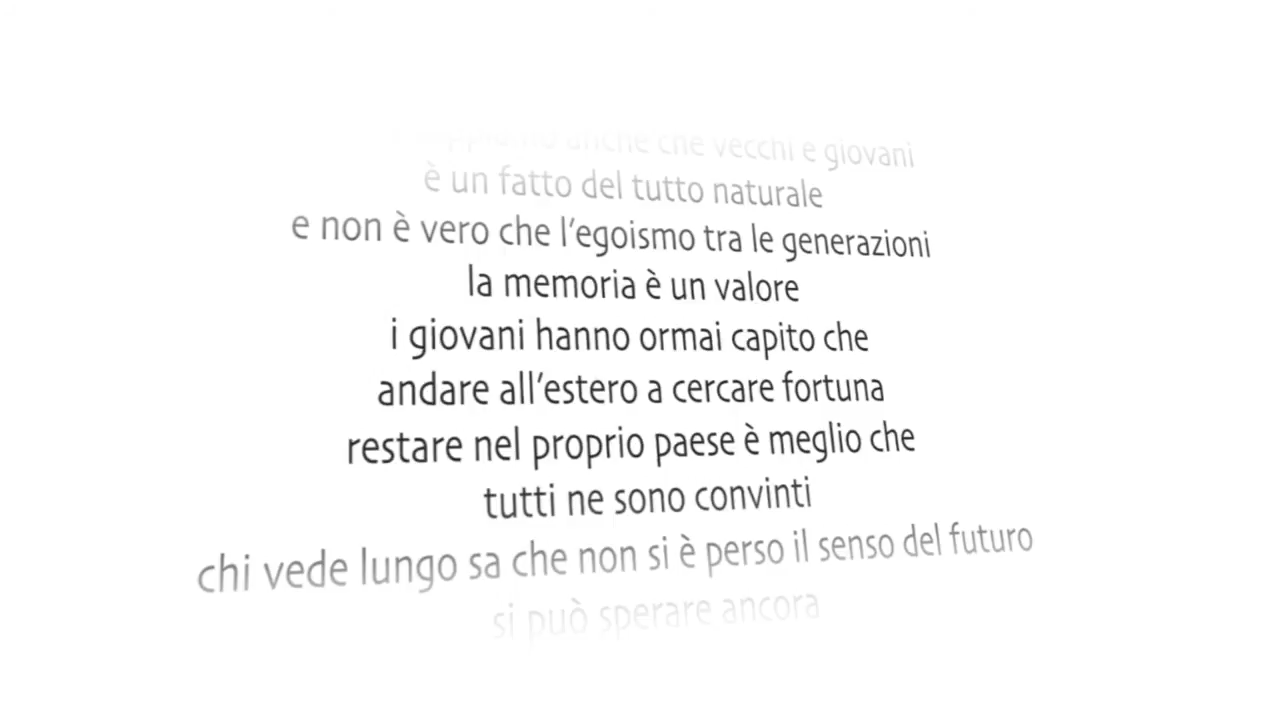 anche che vecchi e giovani
è un fatto del tutto naturale
e non è vero che l'egoismo tra le generazioni
la memoria è un valore
i giovani hanno ormai capito che
andare all'estero a cercare fortuna
restare nel proprio paese è meglio che
tutti ne sono convinti
chi vede lungo sa che non si è perso il senso del futuro
si può sperare ancora